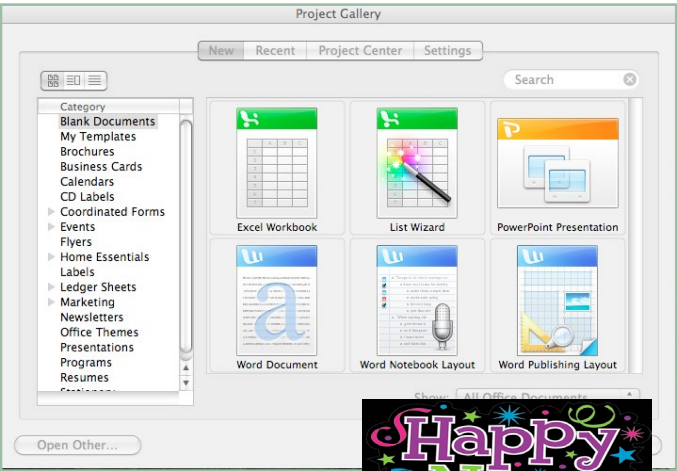 Project Gallery
New Recent Project Center Settings
Search
Category
Blank Documents
My Templates
Brochures
Business Cards
Calendars
CD Labels
Coordinated Forms
Events
Flyers
Home Essentials
Labels
Ledger Sheets
Marketing
Newsletters
Office Themes
Presentations
Programs
Resumes
Stationery
Excel Workbook
List Wizard
PowerPoint Presentation
Word Document
Word Notebook Layout
Word Publishing Layout
Show: All Office Documents
Open Other...
Happy